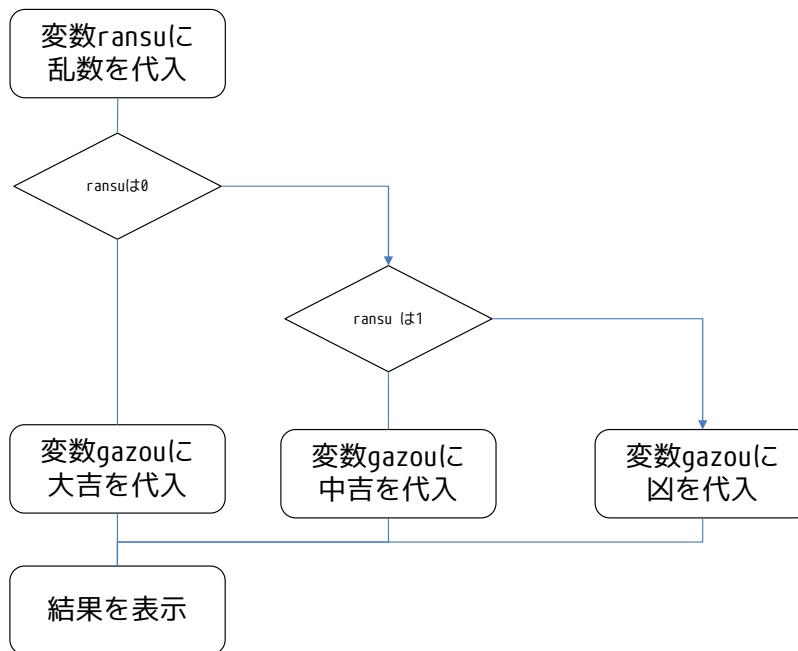 変数ransuに
乱数を代入
ransuは0
ransu は1
変数gazouに
大吉を代入
変数gazouに
中吉を代入
変数gazouに
凶を代入
結果を表示